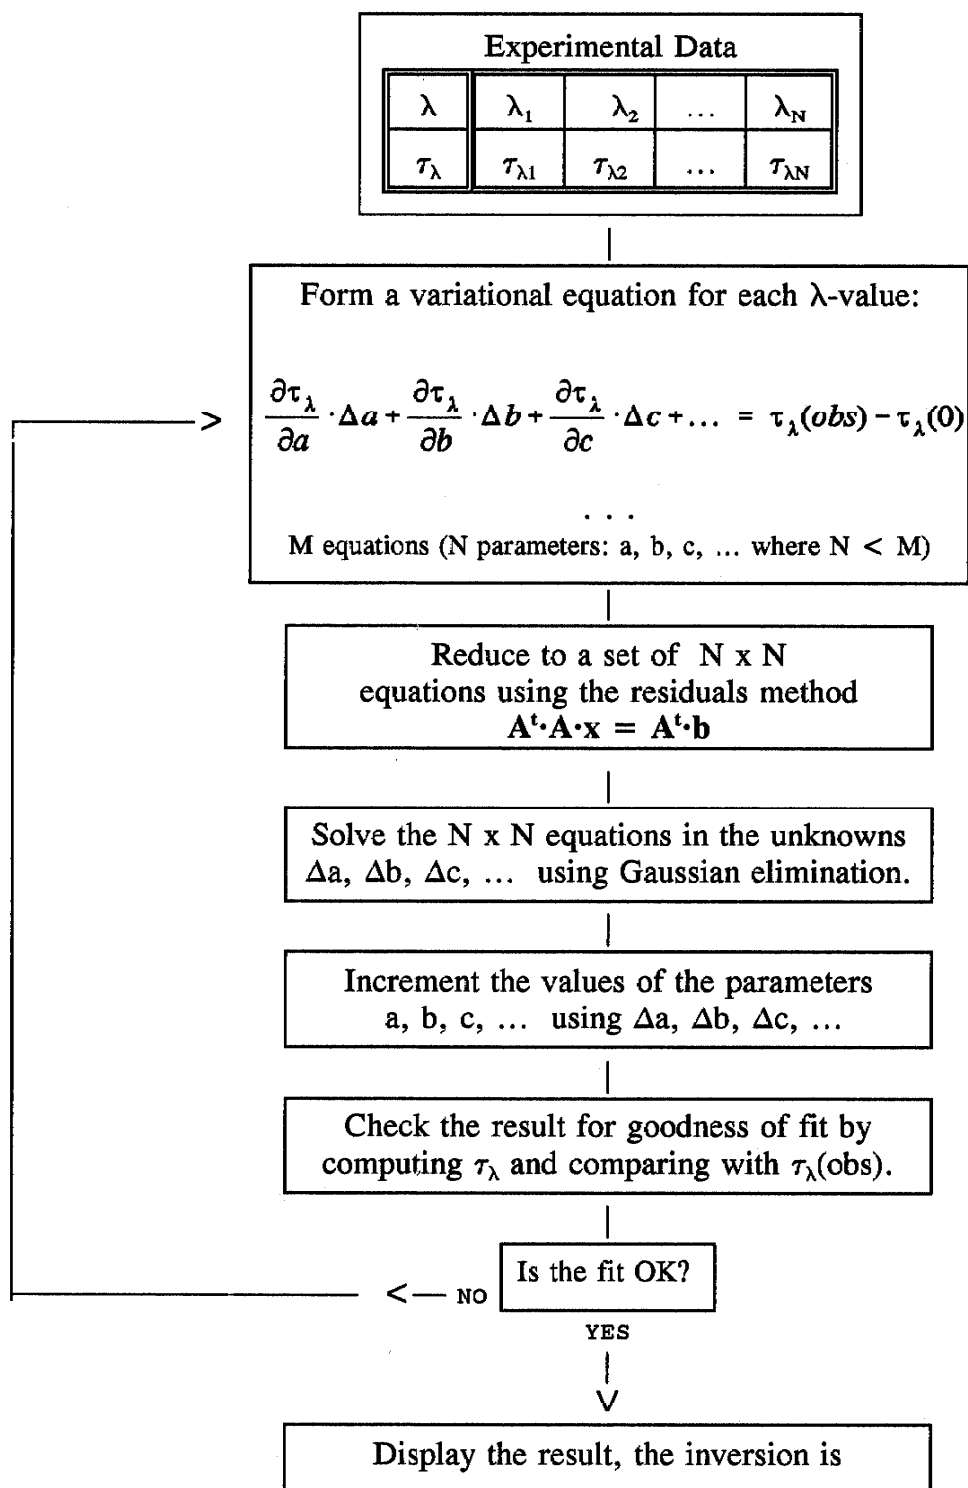 Experimental Data
λ λ₁ λ₂ ... λ_N
τ_λ τ_λ1 τ_λ2 ... τ_λN
Form a variational equation for each λ-value:
> ∂τ_λ/∂a · Δa + ∂τ_λ/∂b · Δb + ∂τ_λ/∂c · Δc + ... = τ_λ(obs) − τ_λ(0)
. . .
M equations (N parameters: a, b, c, ... where N < M)
Reduce to a set of N x N
equations using the residuals method
Aᵗ·A·x = Aᵗ·b
Solve the N x N equations in the unknowns
Δa, Δb, Δc, ... using Gaussian elimination.
Increment the values of the parameters
a, b, c, ... using Δa, Δb, Δc, ...
Check the result for goodness of fit by
computing τ_λ and comparing with τ_λ(obs).
Is the fit OK?
<— NO
YES
Display the result, the inversion is